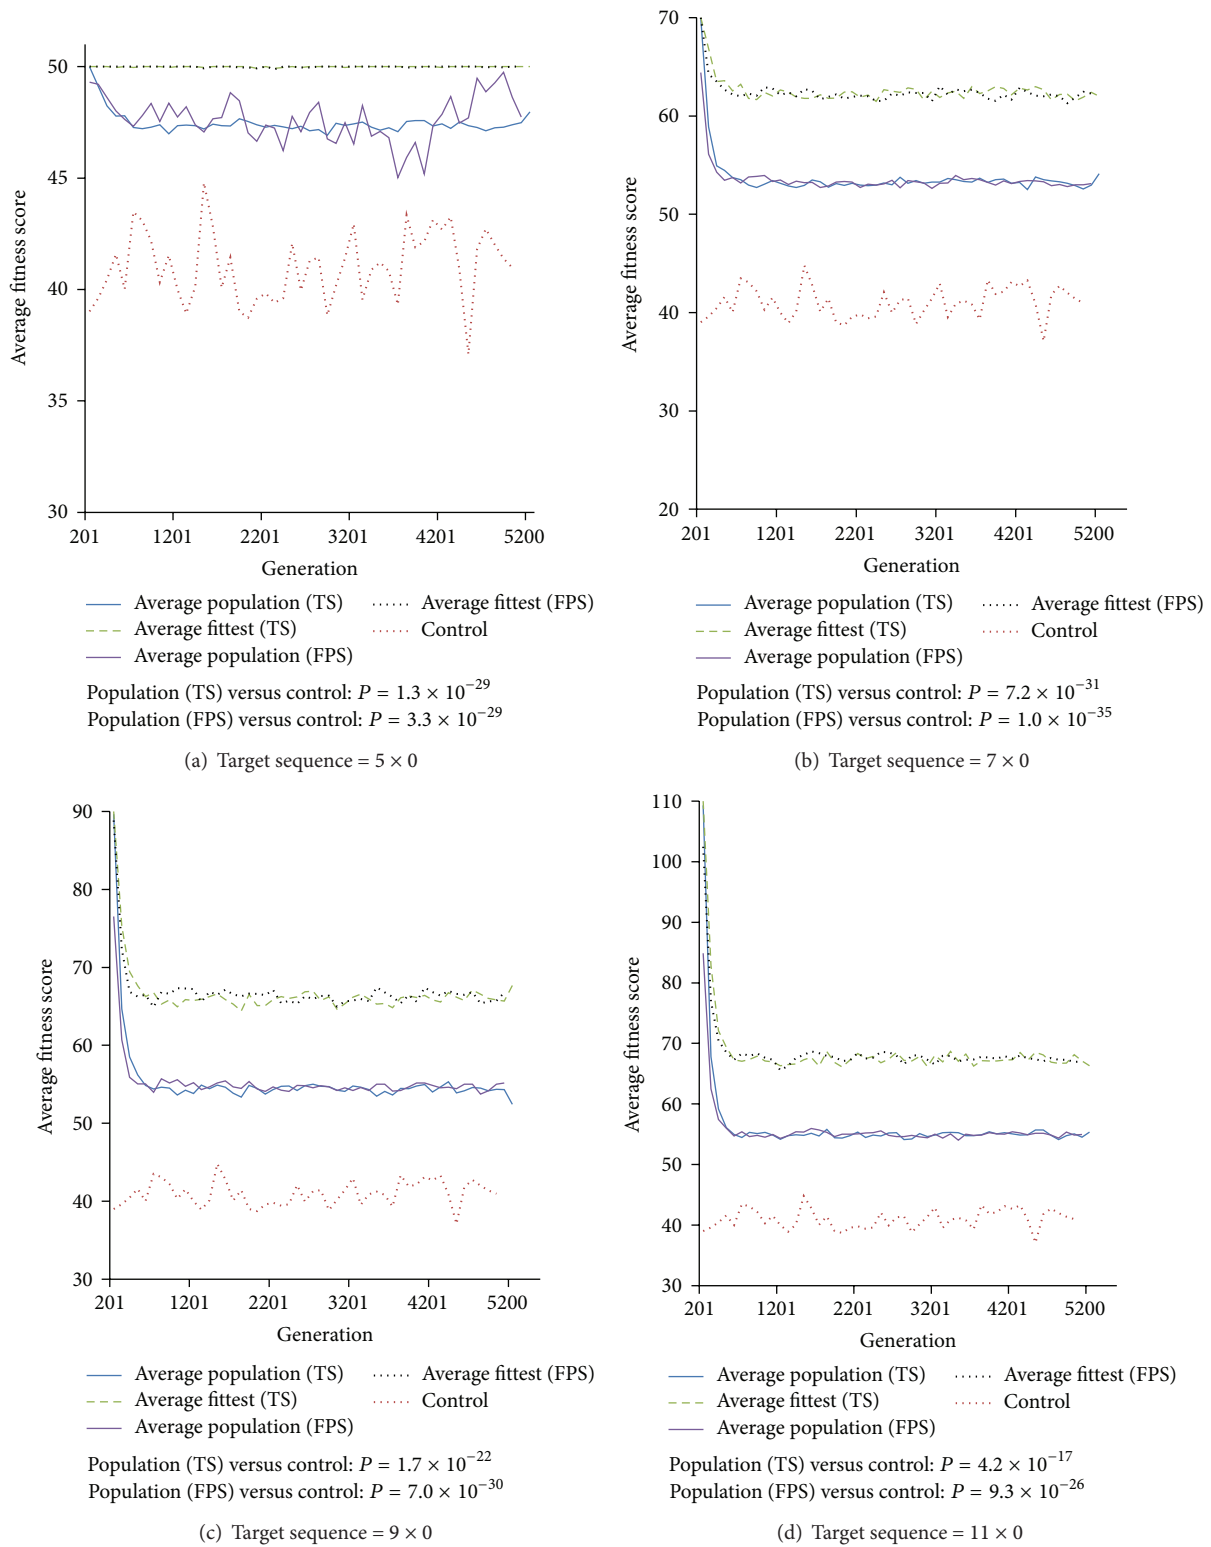 50
45
40
35
30
Average fitness score
201 1201 2201 3201 4201 5200
Generation
Average population (TS)
Average fittest (TS)
Average population (FPS)
Average fittest (FPS)
Control
Population (TS) versus control: P = 1.3 × 10−29
Population (FPS) versus control: P = 3.3 × 10−29
(a) Target sequence = 5 × 0
70
60
50
40
30
20
Average fitness score
201 1201 2201 3201 4201 5200
Generation
Average population (TS)
Average fittest (TS)
Average population (FPS)
Average fittest (FPS)
Control
Population (TS) versus control: P = 7.2 × 10−31
Population (FPS) versus control: P = 1.0 × 10−35
(b) Target sequence = 7 × 0
90
80
70
60
50
40
30
Average fitness score
201 1201 2201 3201 4201 5200
Generation
Average population (TS)
Average fittest (TS)
Average population (FPS)
Average fittest (FPS)
Control
Population (TS) versus control: P = 1.7 × 10−22
Population (FPS) versus control: P = 7.0 × 10−30
(c) Target sequence = 9 × 0
110
100
90
80
70
60
50
40
30
Average fitness score
201 1201 2201 3201 4201 5200
Generation
Average population (TS)
Average fittest (TS)
Average population (FPS)
Average fittest (FPS)
Control
Population (TS) versus control: P = 4.2 × 10−17
Population (FPS) versus control: P = 9.3 × 10−26
(d) Target sequence = 11 × 0